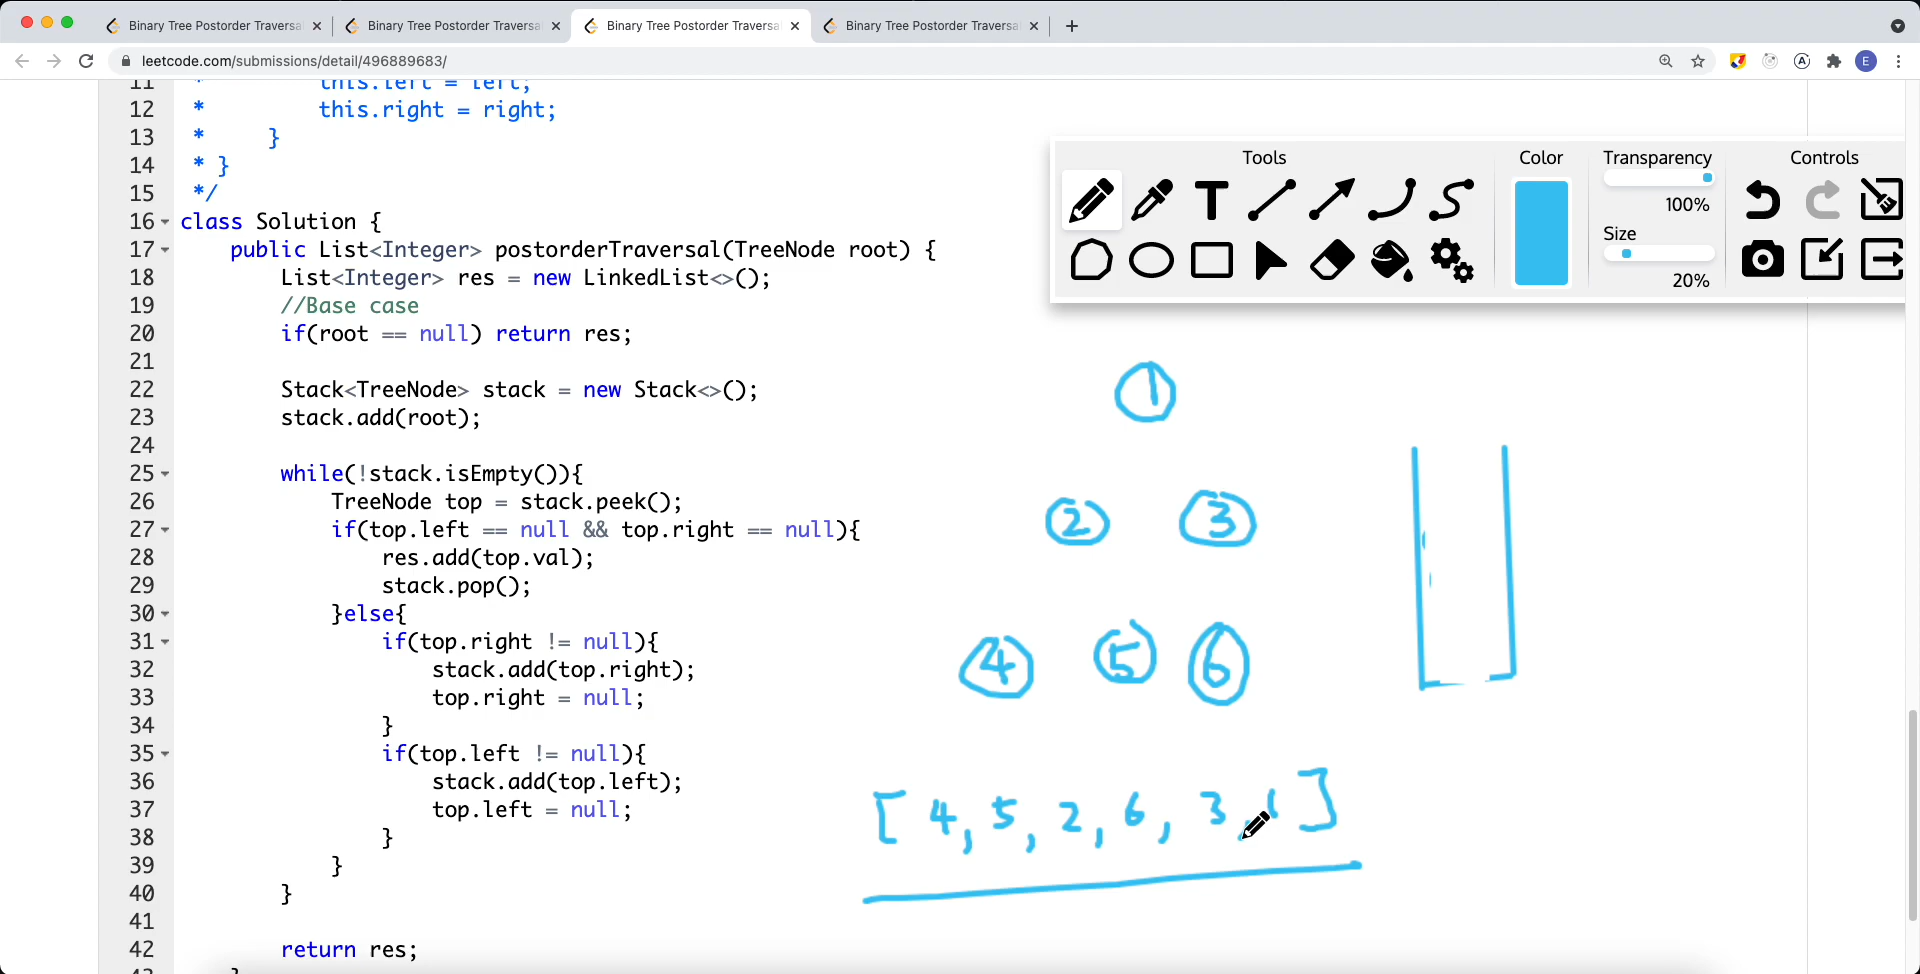 Binary Tree Postorder Traversa
Binary Tree Postorder Traversa
Binary Tree Postorder Traversa
Binary Tree Postorder Traversa
leetcode.com/submissions/detail/496889683/
E
11 * this.left = left;
12 * this.right = right;
13 * }
14 * }
15 */
16 class Solution {
17 public List<Integer> postorderTraversal(TreeNode root) {
18 List<Integer> res = new LinkedList<>();
19 //Base case
20 if(root == null) return res;
21
22 Stack<TreeNode> stack = new Stack<>();
23 stack.add(root);
24
25 while(!stack.isEmpty()){
26 TreeNode top = stack.peek();
27 if(top.left == null && top.right == null){
28 res.add(top.val);
29 stack.pop();
30 }else{
31 if(top.right != null){
32 stack.add(top.right);
33 top.right = null;
34 }
35 if(top.left != null){
36 stack.add(top.left);
37 top.left = null;
38 }
39 }
40 }
41
42 return res;
43 }
Tools
Color
Transparency
100%
Size
20%
Controls
1
2 3
4 5 6
[ 4, 5, 2, 6, 3, 1 ]